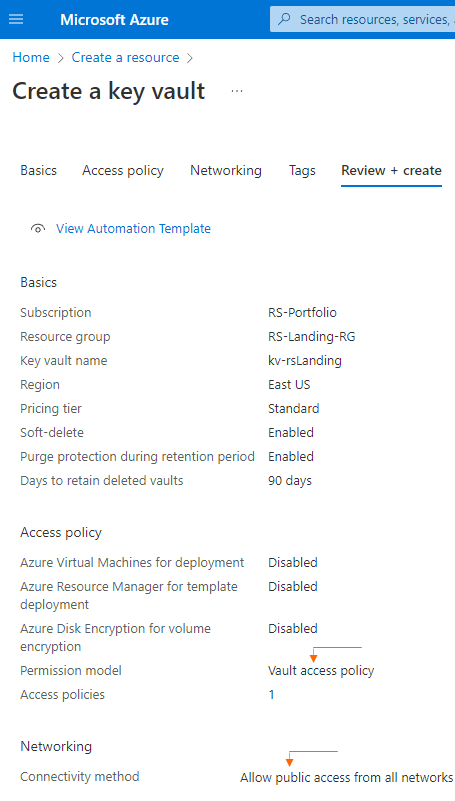 Microsoft Azure
Search resources, services,
Home > Create a resource >
Create a key vault ...
Basics Access policy Networking Tags Review + create
View Automation Template
Basics
Subscription RS-Portfolio
Resource group RS-Landing-RG
Key vault name kv-rsLanding
Region East US
Pricing tier Standard
Soft-delete Enabled
Purge protection during retention period Enabled
Days to retain deleted vaults 90 days
Access policy
Azure Virtual Machines for deployment Disabled
Azure Resource Manager for template Disabled
deployment
Azure Disk Encryption for volume Disabled
encryption
Permission model Vault access policy
Access policies 1
Networking
Connectivity method Allow public access from all networks